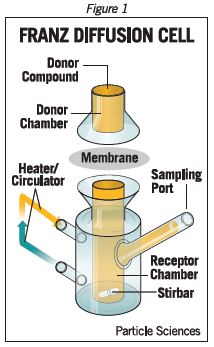 Figure 1
FRANZ DIFFUSION CELL
Donor
Compound
Donor
Chamber
Membrane
Heater/
Circulator
Sampling
Port
Receptor
Chamber
Stirbar
Particle Sciences